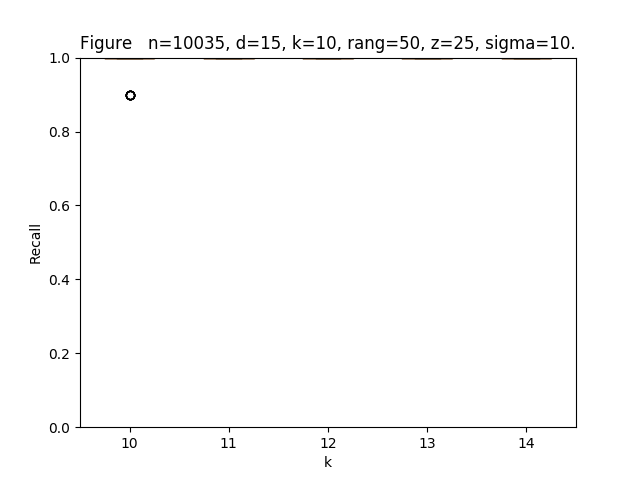 Figure   n=10035, d=15, k=10, rang=50, z=25, sigma=10.
1.0
0.8
0.6
0.4
0.2
0.0
Recall
10 11 12 13 14
k